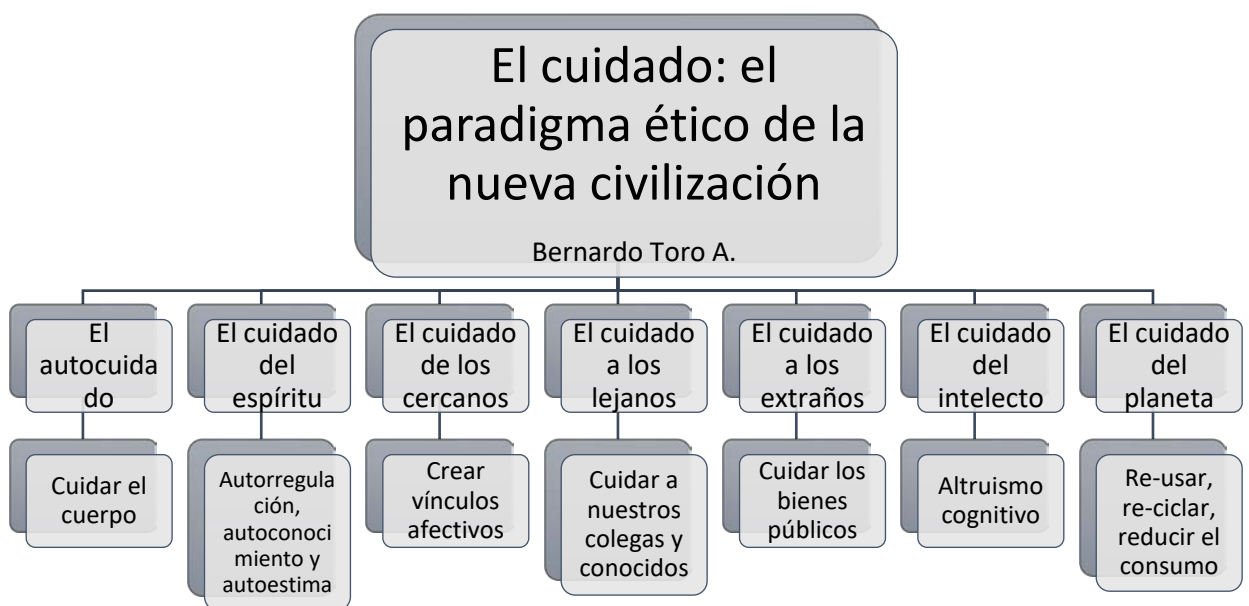 El cuidado: el
paradigma ético de la
nueva civilización
Bernardo Toro A.
El
autocuida
do
El cuidado
del
espíritu
El cuidado
de los
cercanos
El cuidado
a los
lejanos
El cuidado
a los
extraños
El cuidado
del
intelecto
El cuidado
del
planeta
Cuidar el
cuerpo
Autorregula
ción,
autoconoci
miento y
autoestima
Crear
vínculos
afectivos
Cuidar a
nuestros
colegas y
conocidos
Cuidar los
bienes
públicos
Altruismo
cognitivo
Re-usar,
re-ciclar,
reducir el
consumo